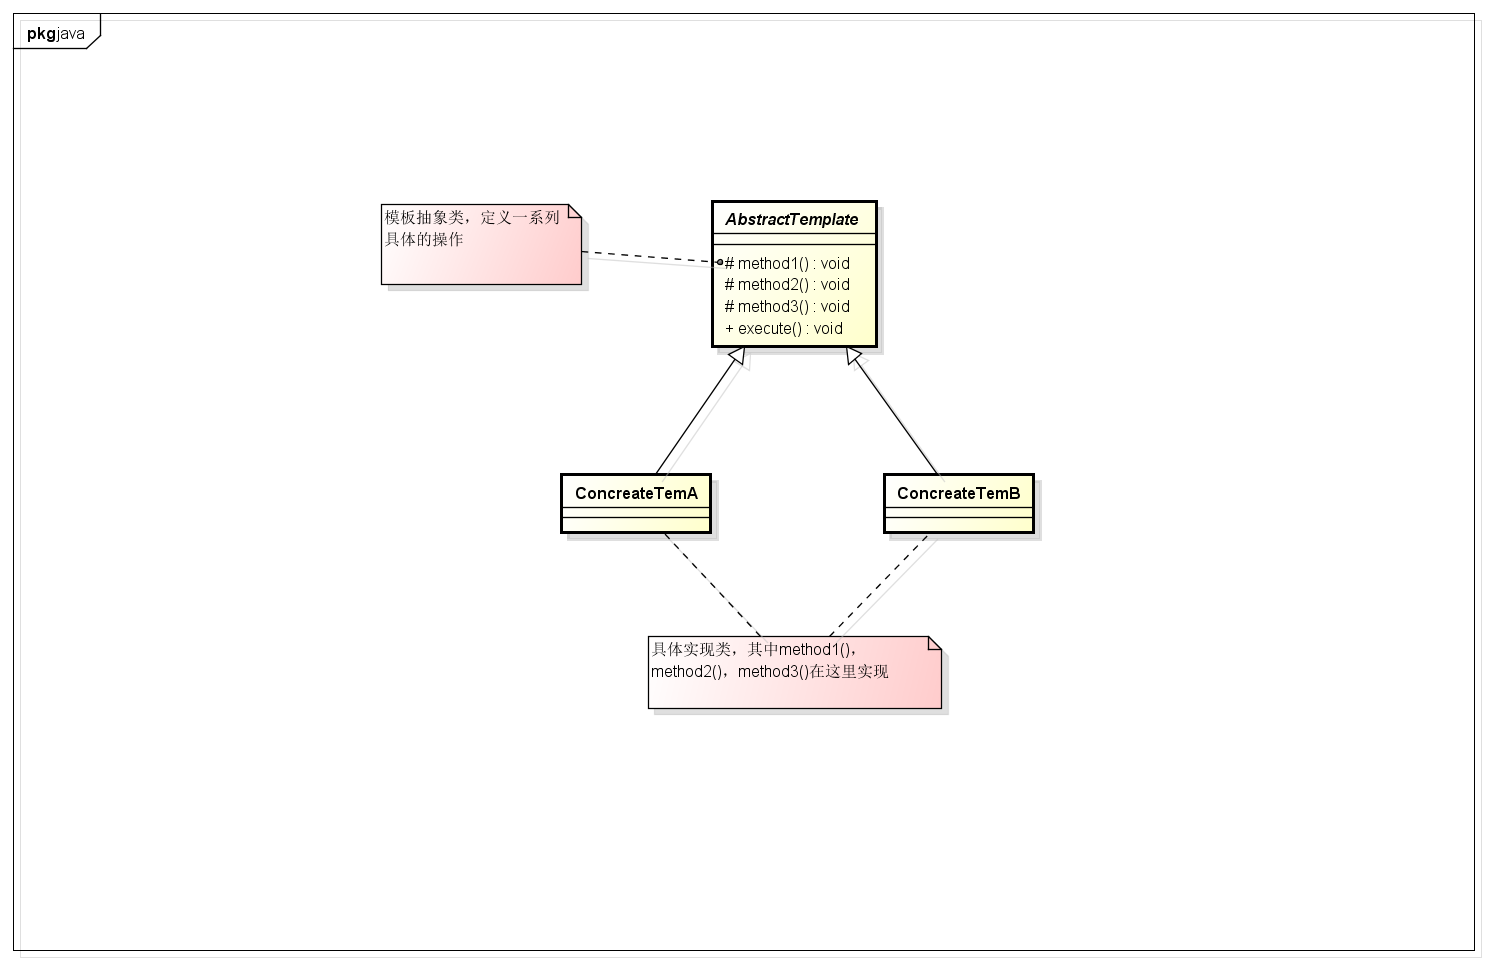 pkgjava
模板抽象类，定义一系列
具体的操作
AbstractTemplate
# method1() : void
# method2() : void
# method3() : void
+ execute() : void
ConcreateTemA
ConcreateTemB
具体实现类，其中method1()，
method2()，method3()在这里实现